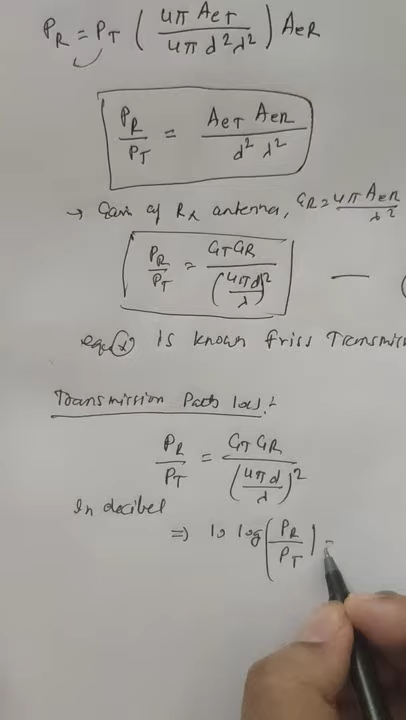 P_R = P_T ( 4π A_eT / 4π d² λ² ) A_eR
P_R / P_T = A_eT A_eR / d² λ²
→ Gain of Rx antenna, G_R = 4π A_eR / λ²
P_R / P_T = G_T G_R / (4πd / λ)² — (
eqn(x) is known friss Transmis
Transmission Path loss :
P_R / P_T = G_T G_R / (4πd / λ)²
In decibel
⇒ 10 log ( P_R / P_T ) =